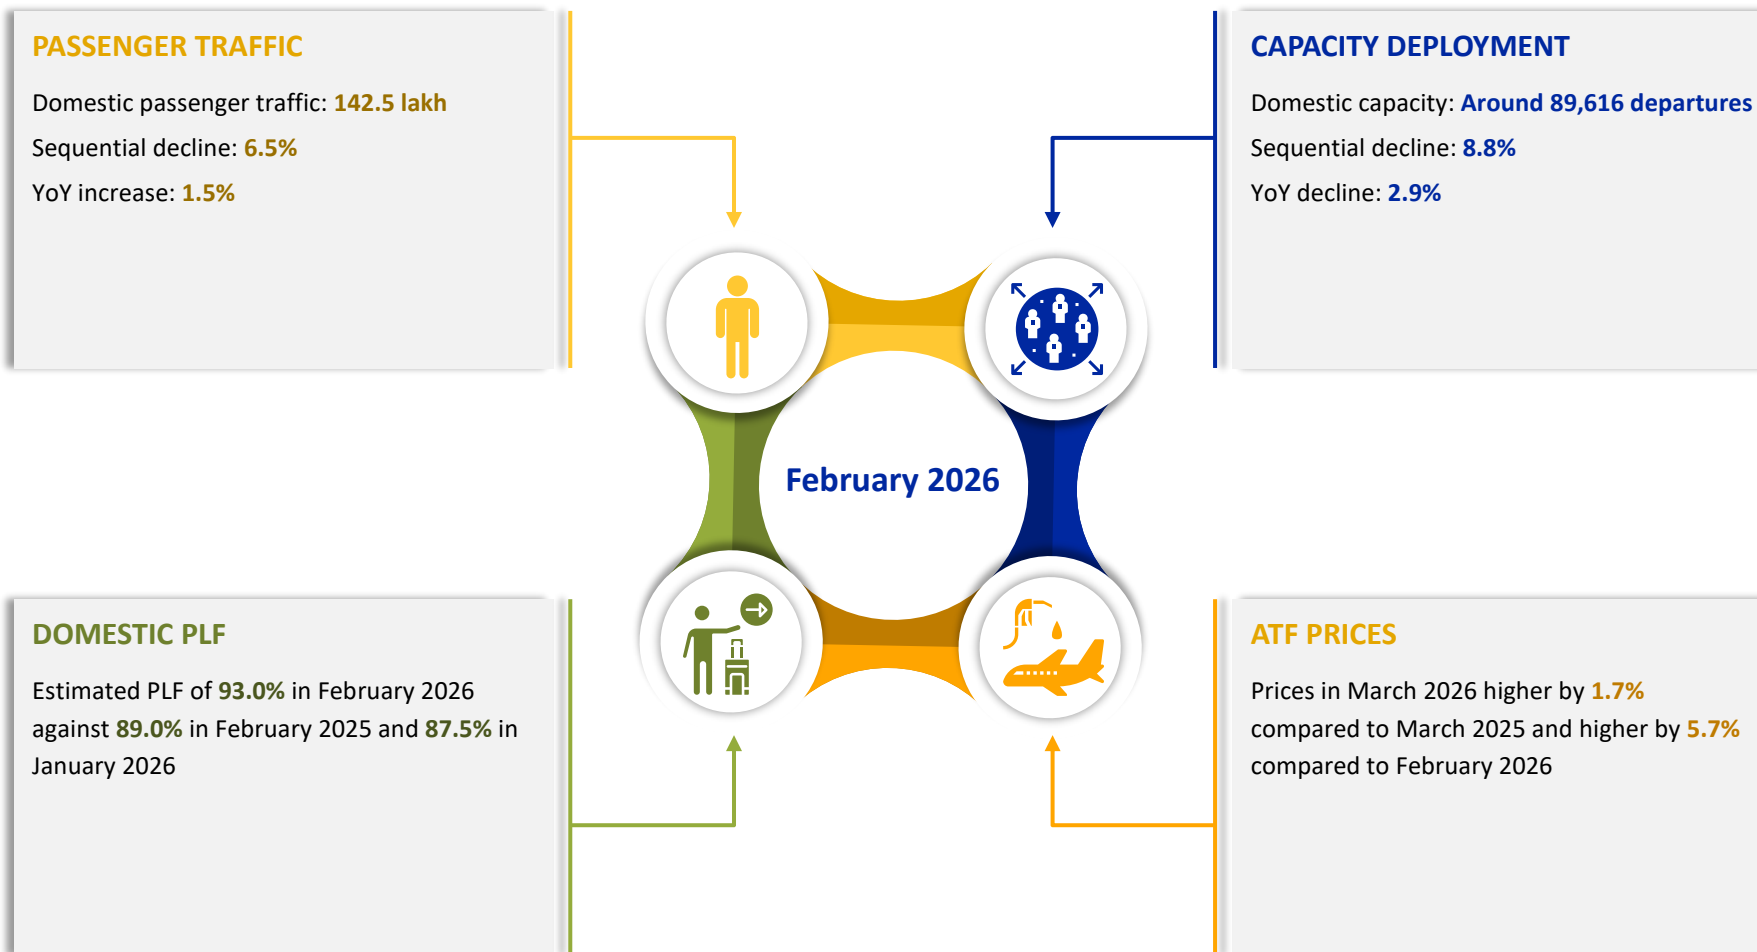 PASSENGER TRAFFIC
Domestic passenger traffic: 142.5 lakh
Sequential decline: 6.5%
YoY increase: 1.5%
CAPACITY DEPLOYMENT
Domestic capacity: Around 89,616 departures
Sequential decline: 8.8%
YoY decline: 2.9%
February 2026
DOMESTIC PLF
Estimated PLF of 93.0% in February 2026
against 89.0% in February 2025 and 87.5% in
January 2026
ATF PRICES
Prices in March 2026 higher by 1.7%
compared to March 2025 and higher by 5.7%
compared to February 2026